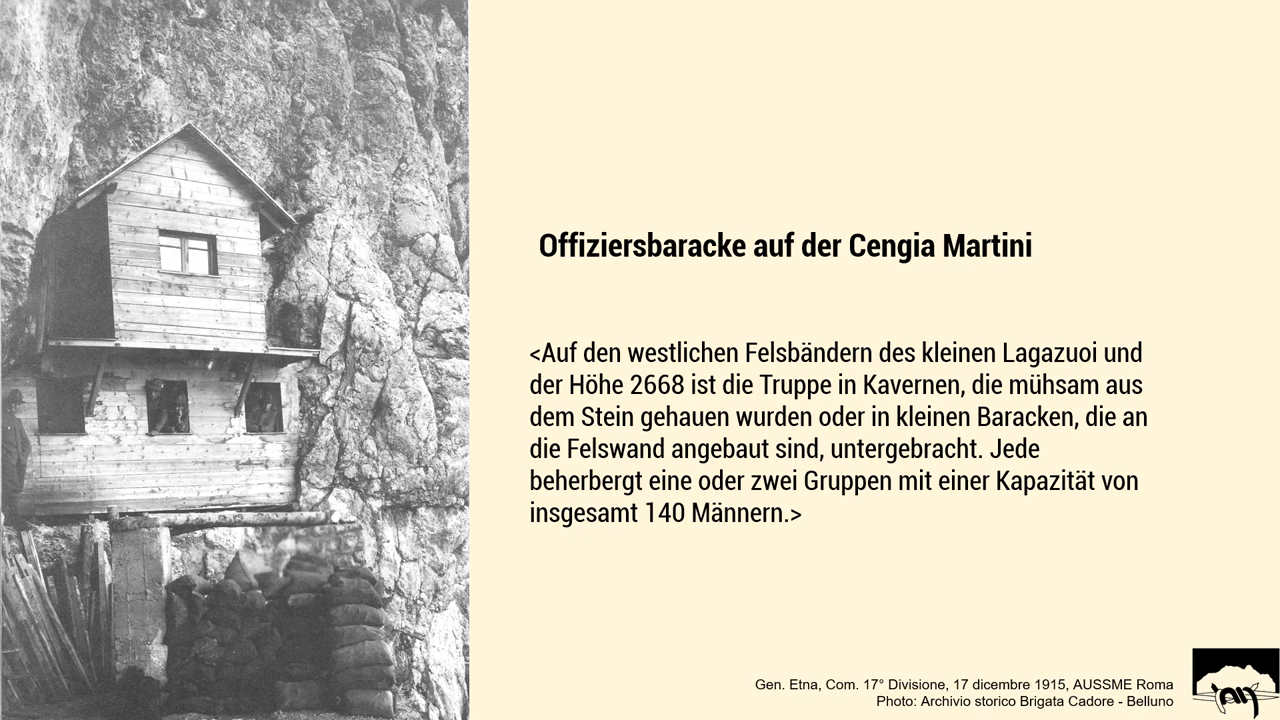 Offiziersbaracke auf der Cengia Martini
<Auf den westlichen Felsbändern des kleinen Lagazuoi und
der Höhe 2668 ist die Truppe in Kavernen, die mühsam aus
dem Stein gehauen wurden oder in kleinen Baracken, die an
die Felswand angebaut sind, untergebracht. Jede
beherbergt eine oder zwei Gruppen mit einer Kapazität von
insgesamt 140 Männern.>
Gen. Etna, Com. 17° Divisione, 17 dicembre 1915, AUSSME Roma
Photo: Archivio storico Brigata Cadore - Belluno